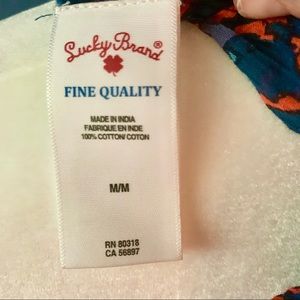 Lucky Brand®
FINE QUALITY
MADE IN INDIA
FABRIQUE EN INDE
100% COTTON/ COTON
M/M
RN 80318
CA 56897